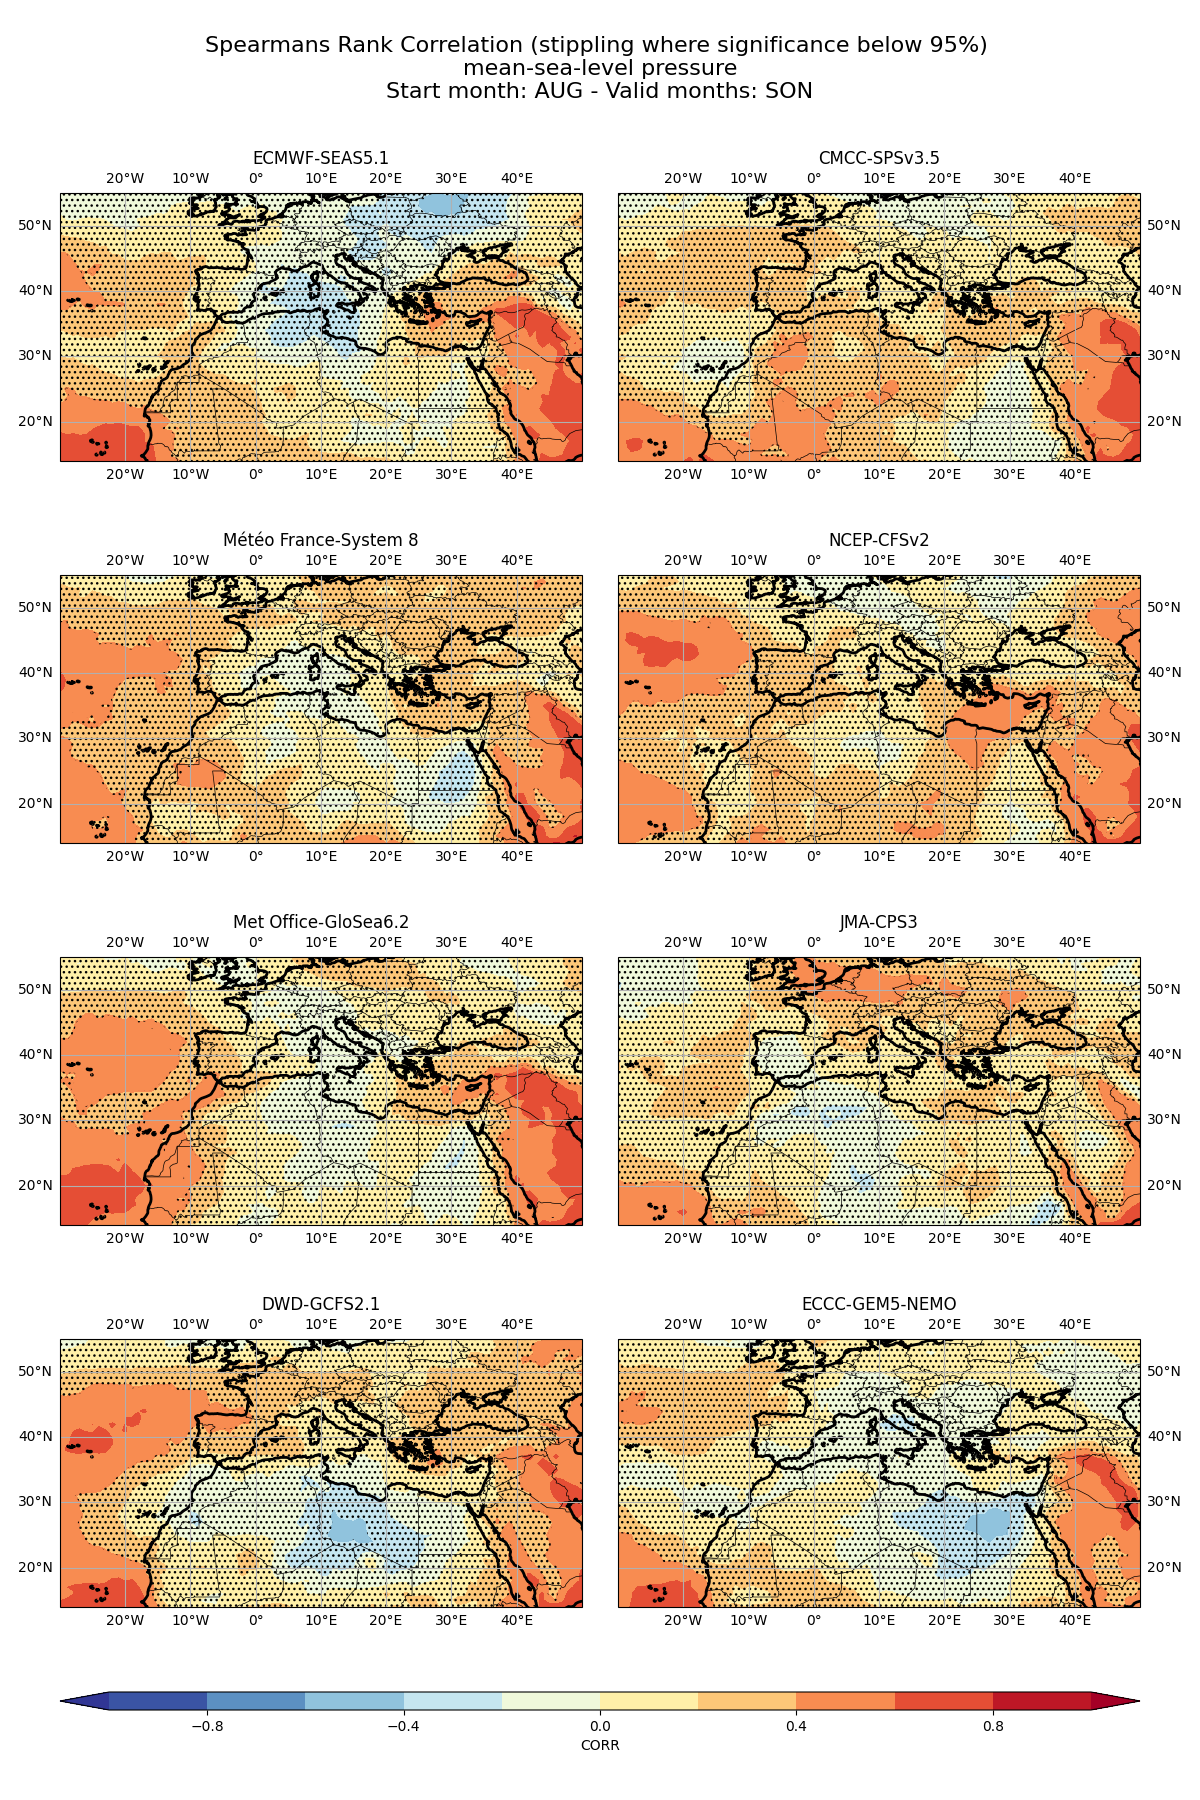 Spearmans Rank Correlation (stippling where significance below 95%)
mean-sea-level pressure
Start month: AUG - Valid months: SON
ECMWF-SEAS5.1
CMCC-SPSv3.5
20°W 10°W 0° 10°E 20°E 30°E 40°E
20°W 10°W 0° 10°E 20°E 30°E 40°E
50°N
50°N
40°N
40°N
30°N
30°N
20°N
20°N
20°W 10°W 0° 10°E 20°E 30°E 40°E
20°W 10°W 0° 10°E 20°E 30°E 40°E
Météo France-System 8
NCEP-CFSv2
20°W 10°W 0° 10°E 20°E 30°E 40°E
20°W 10°W 0° 10°E 20°E 30°E 40°E
50°N
50°N
40°N
40°N
30°N
30°N
20°N
20°N
20°W 10°W 0° 10°E 20°E 30°E 40°E
20°W 10°W 0° 10°E 20°E 30°E 40°E
Met Office-GloSea6.2
JMA-CPS3
20°W 10°W 0° 10°E 20°E 30°E 40°E
20°W 10°W 0° 10°E 20°E 30°E 40°E
50°N
50°N
40°N
40°N
30°N
30°N
20°N
20°N
20°W 10°W 0° 10°E 20°E 30°E 40°E
20°W 10°W 0° 10°E 20°E 30°E 40°E
DWD-GCFS2.1
ECCC-GEM5-NEMO
20°W 10°W 0° 10°E 20°E 30°E 40°E
20°W 10°W 0° 10°E 20°E 30°E 40°E
50°N
50°N
40°N
40°N
30°N
30°N
20°N
20°N
20°W 10°W 0° 10°E 20°E 30°E 40°E
20°W 10°W 0° 10°E 20°E 30°E 40°E
−0.8 −0.4 0.0 0.4 0.8
CORR